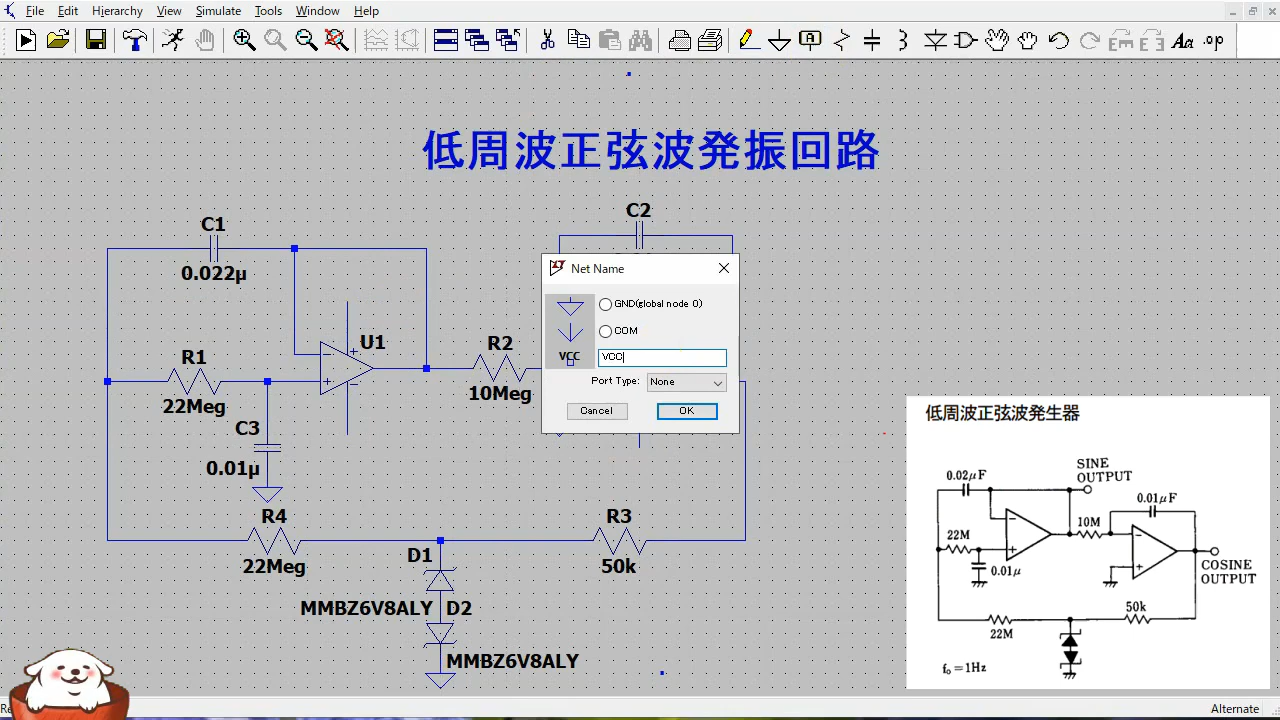 File Edit Hierarchy View Simulate Tools Window Help
Aa .op
低周波正弦波発振回路
C1
0.022µ
C2
U1
R1
22Meg
R2
10Meg
C3
0.01µ
R4
22Meg
R3
50k
D1
MMBZ6V8ALY D2
MMBZ6V8ALY
Net Name
GND(global node 0)
COM
VCC
VCC
Port Type: None
Cancel OK
低周波正弦波発生器
SINE
OUTPUT
0.02μF
0.01μF
10M
22M
0.01μ
COSINE
OUTPUT
50k
22M
f₀=1Hz
Alternate